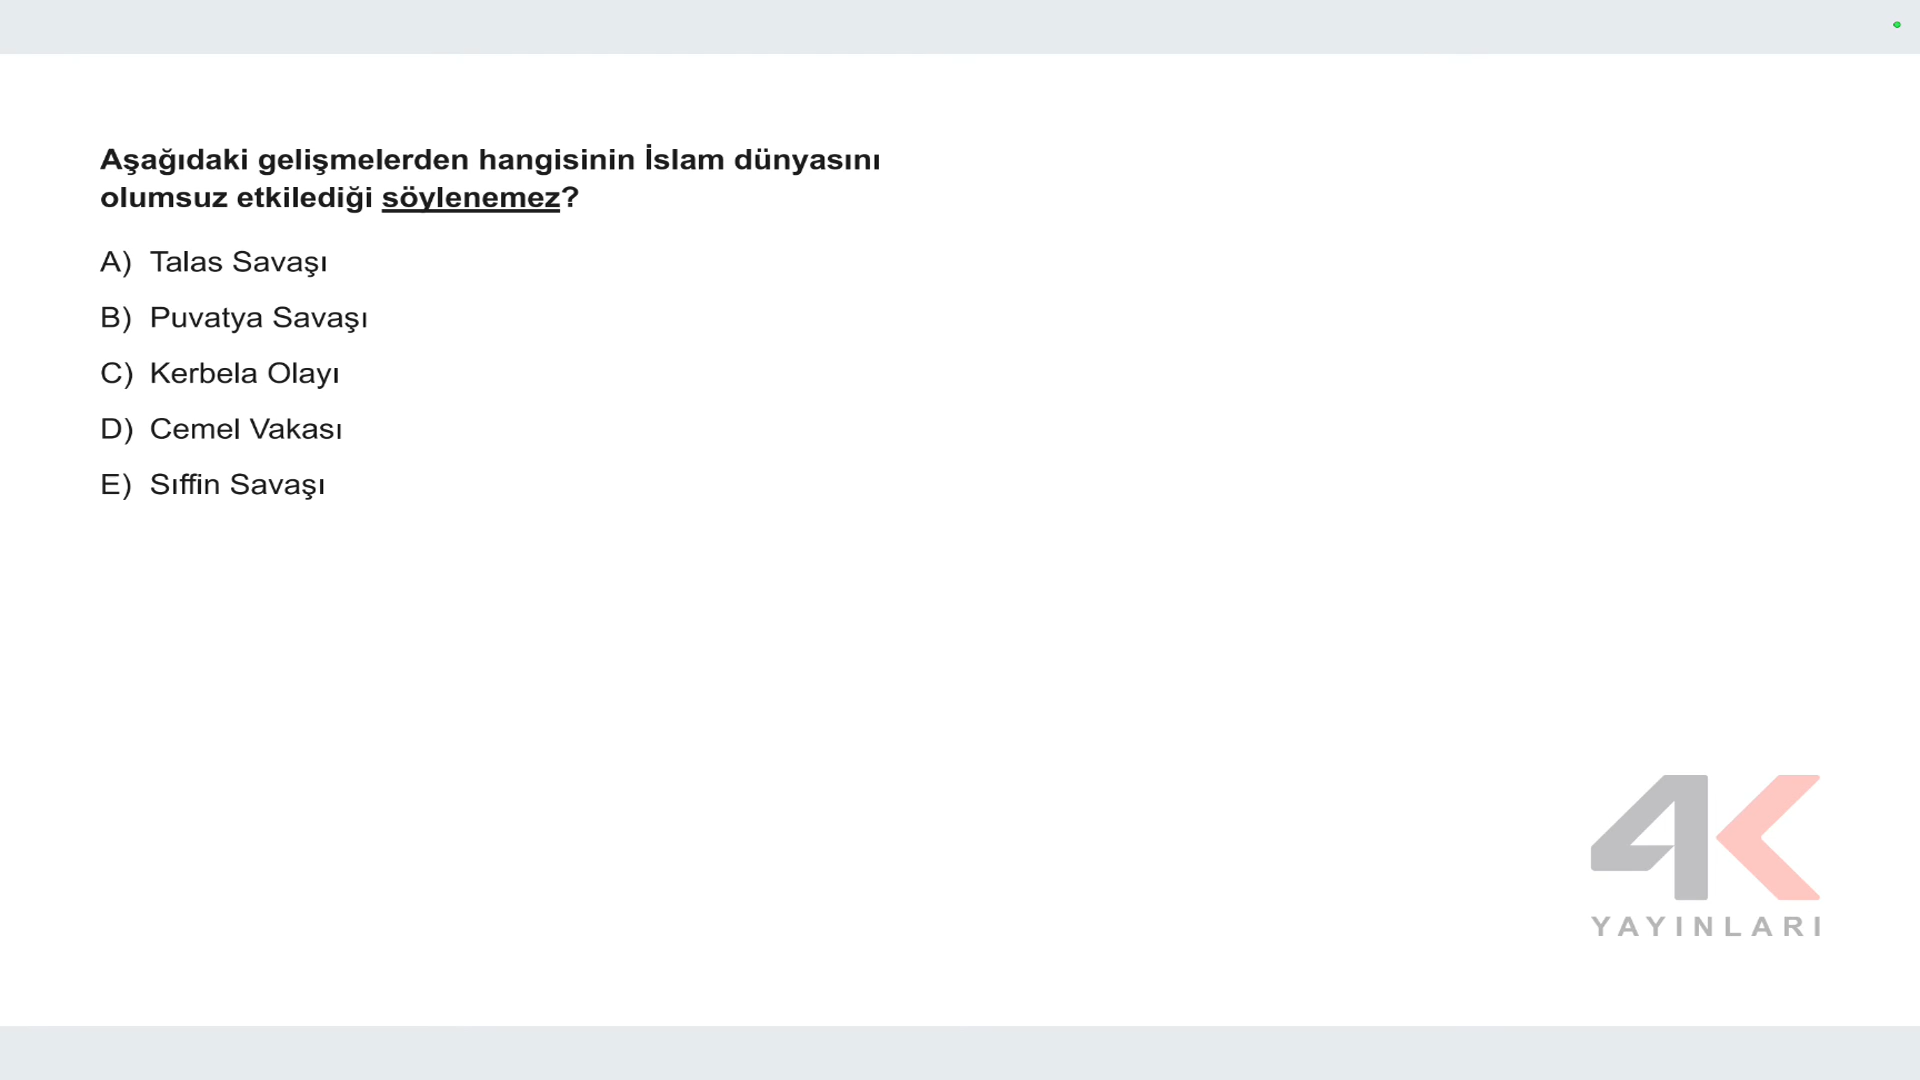 Aşağıdaki gelişmelerden hangisinin İslam dünyasını
olumsuz etkilediği söylenemez?
A) Talas Savaşı
B) Puvatya Savaşı
C) Kerbela Olayı
D) Cemel Vakası
E) Sıffin Savaşı
4K
YAYINLARI